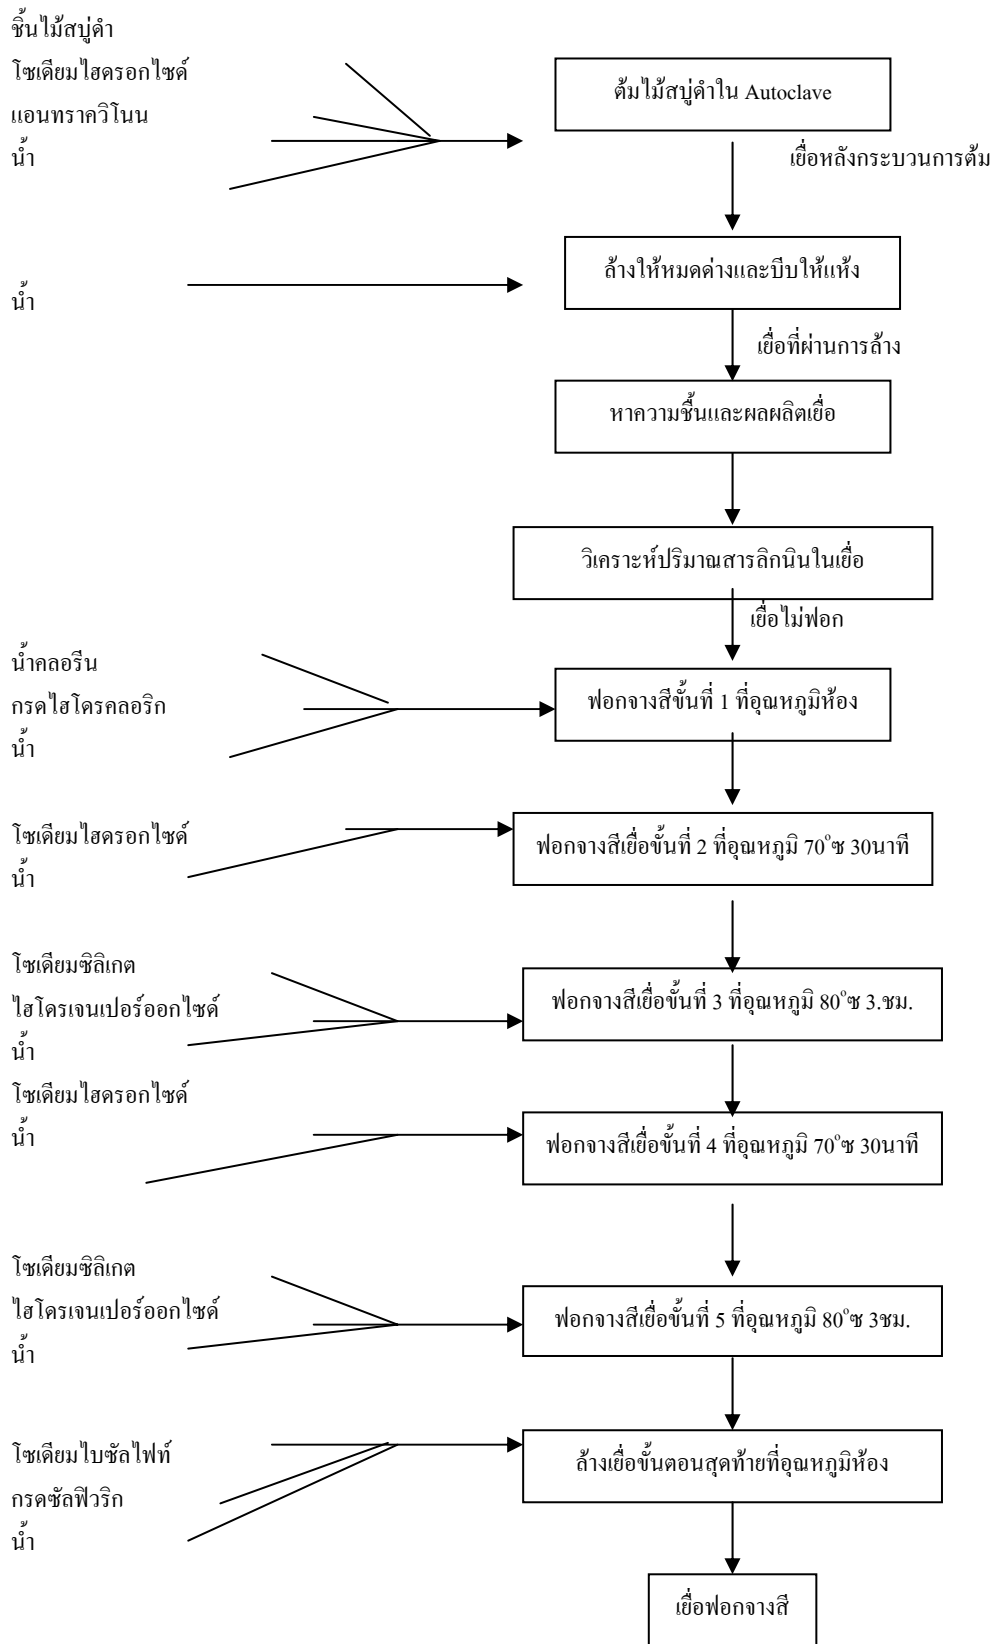 ชิ้นไม้สบู่ดำ
โซเดียมไฮดรอกไซด์
แอนทราควิโนน
น้ำ
ต้มไม้สบู่ดำใน Autoclave
เยื่อหลังกระบวนการต้ม
น้ำ
ล้างให้หมดด่างและบีบให้แห้ง
เยื่อที่ผ่านการล้าง
หาความชื้นและผลผลิตเยื่อ
วิเคราะห์ปริมาณสารลิกนินในเยื่อ
เยื่อไม่ฟอก
น้ำคลอรีน
กรดไฮโดรคลอริก
น้ำ
ฟอกจางสีขั้นที่ 1 ที่อุณหภูมิห้อง
โซเดียมไฮดรอกไซด์
น้ำ
ฟอกจางสีเยื่อขั้นที่ 2 ที่อุณหภูมิ 70°ซ 30นาที
โซเดียมซิลิเกต
ไฮโดรเจนเปอร์ออกไซด์
น้ำ
ฟอกจางสีเยื่อขั้นที่ 3 ที่อุณหภูมิ 80°ซ 3.ชม.
โซเดียมไฮดรอกไซด์
น้ำ
ฟอกจางสีเยื่อขั้นที่ 4 ที่อุณหภูมิ 70°ซ 30นาที
โซเดียมซิลิเกต
ไฮโดรเจนเปอร์ออกไซด์
น้ำ
ฟอกจางสีเยื่อขั้นที่ 5 ที่อุณหภูมิ 80°ซ 3ชม.
โซเดียมไบซัลไฟท์
กรดซัลฟิวริก
น้ำ
ล้างเยื่อขั้นตอนสุดท้ายที่อุณหภูมิห้อง
เยื่อฟอกจางสี